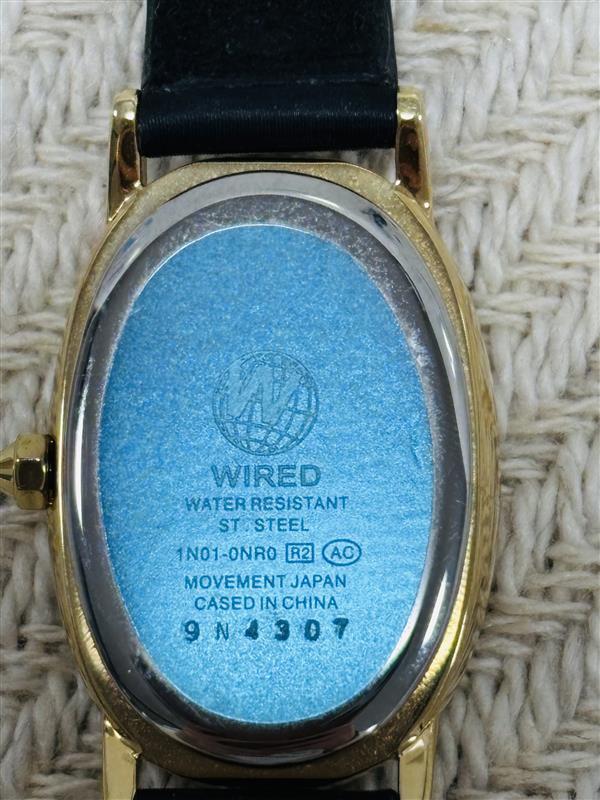 W
WIRED
WATER RESISTANT
ST. STEEL
1N01-0NR0 R2 AC
MOVEMENT JAPAN
CASED IN CHINA
9N4307